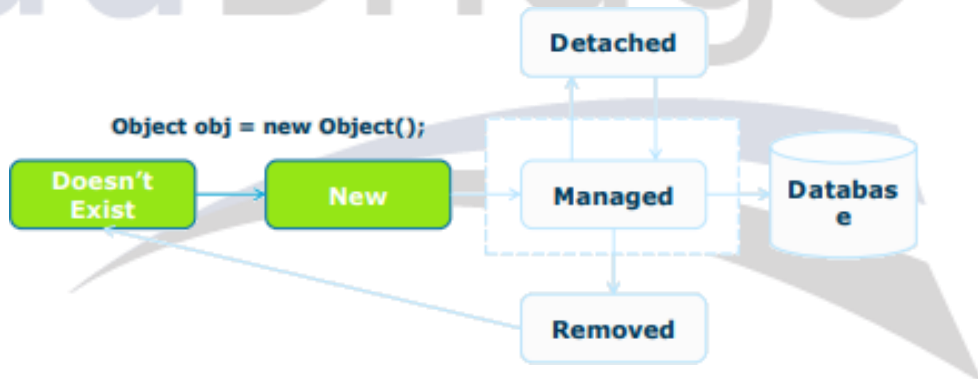 Detached
Object obj = new Object();
Doesn't
Exist
New
Managed
Databas
e
Removed